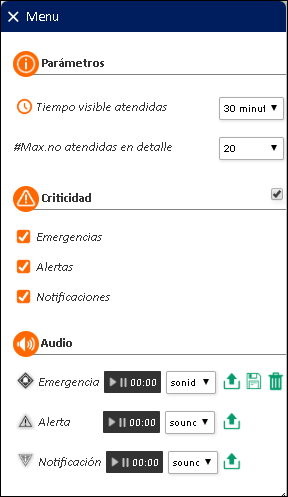 Menu
Parámetros
Tiempo visible atendidas 30 minut
#Max.no atendidas en detalle 20
Criticidad
Emergencias
Alertas
Notificaciones
Audio
Emergencia 00:00 sonid
Alerta 00:00 sounc
Notificación 00:00 sounc